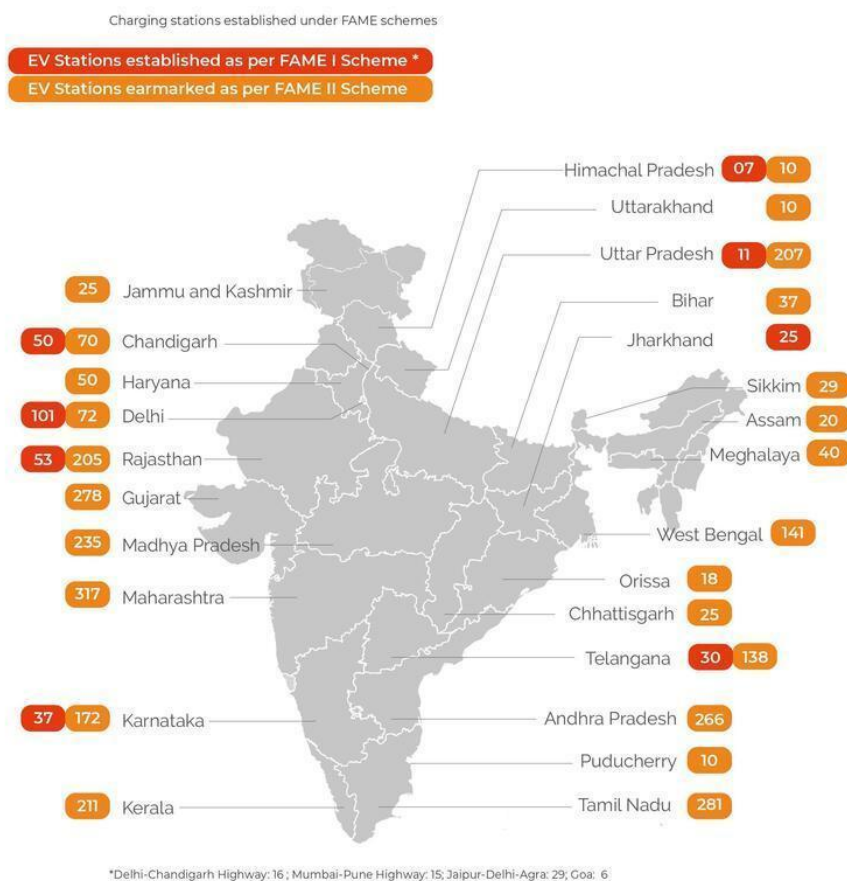 Charging stations established under FAME schemes
EV Stations established as per FAME I Scheme *
EV Stations earmarked as per FAME II Scheme
Himachal Pradesh 07 10
Uttarakhand 10
Uttar Pradesh 11 207
Bihar 37
Jharkhand 25
Sikkim 29
Assam 20
Meghalaya 40
West Bengal 141
Orissa 18
Chhattisgarh 25
Telangana 30 138
Andhra Pradesh 266
Puducherry 10
Tamil Nadu 281
25 Jammu and Kashmir
50 70 Chandigarh
50 Haryana
101 72 Delhi
53 205 Rajasthan
278 Gujarat
235 Madhya Pradesh
317 Maharashtra
37 172 Karnataka
211 Kerala
*Delhi-Chandigarh Highway: 16 ; Mumbai-Pune Highway: 15; Jaipur-Delhi-Agra: 29; Goa: 6